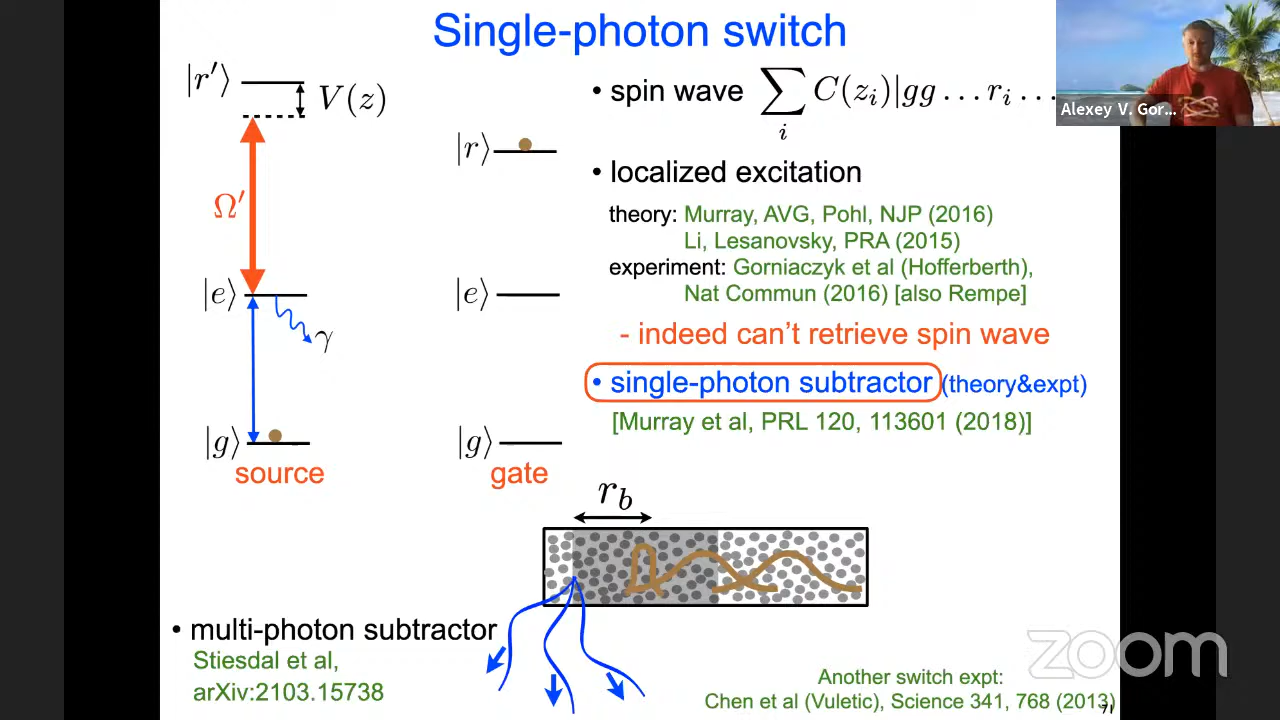 Single-photon switch
|r′⟩
V(z)
Ω′
|e⟩
γ
|g⟩
source
|r⟩
|e⟩
|g⟩
gate
• spin wave ∑ᵢ C(zᵢ)|gg ... rᵢ ...
• localized excitation
theory: Murray, AVG, Pohl, NJP (2016)
Li, Lesanovsky, PRA (2015)
experiment: Gorniaczyk et al (Hofferberth),
Nat Commun (2016) [also Rempe]
- indeed can't retrieve spin wave
• single-photon subtractor (theory&expt)
[Murray et al, PRL 120, 113601 (2018)]
r_b
• multi-photon subtractor
Stiesdal et al,
arXiv:2103.15738
Another switch expt:
Chen et al (Vuletic), Science 341, 768 (2013)
Alexey V. Gor...
zoom